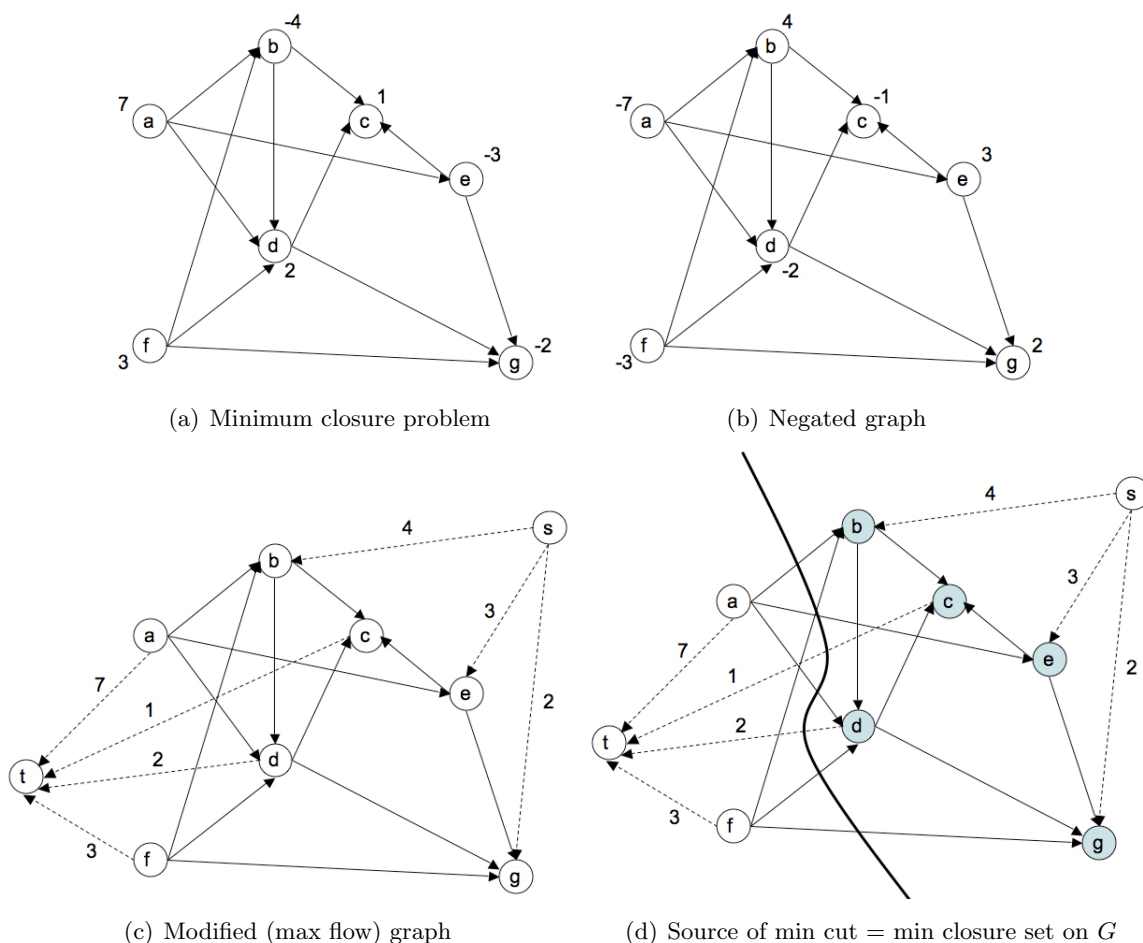 -4
b
7
a
1
c
-3
e
d
2
f
3
-2
g
(a) Minimum closure problem
4
b
-7
a
-1
c
3
e
d
-2
f
-3
2
g
(b) Negated graph
s
4
b
3
a
c
7
1
e
2
2
d
t
3
f
g
(c) Modified (max flow) graph
s
4
b
3
a
c
7
1
e
2
2
d
t
3
f
g
(d) Source of min cut = min closure set on G